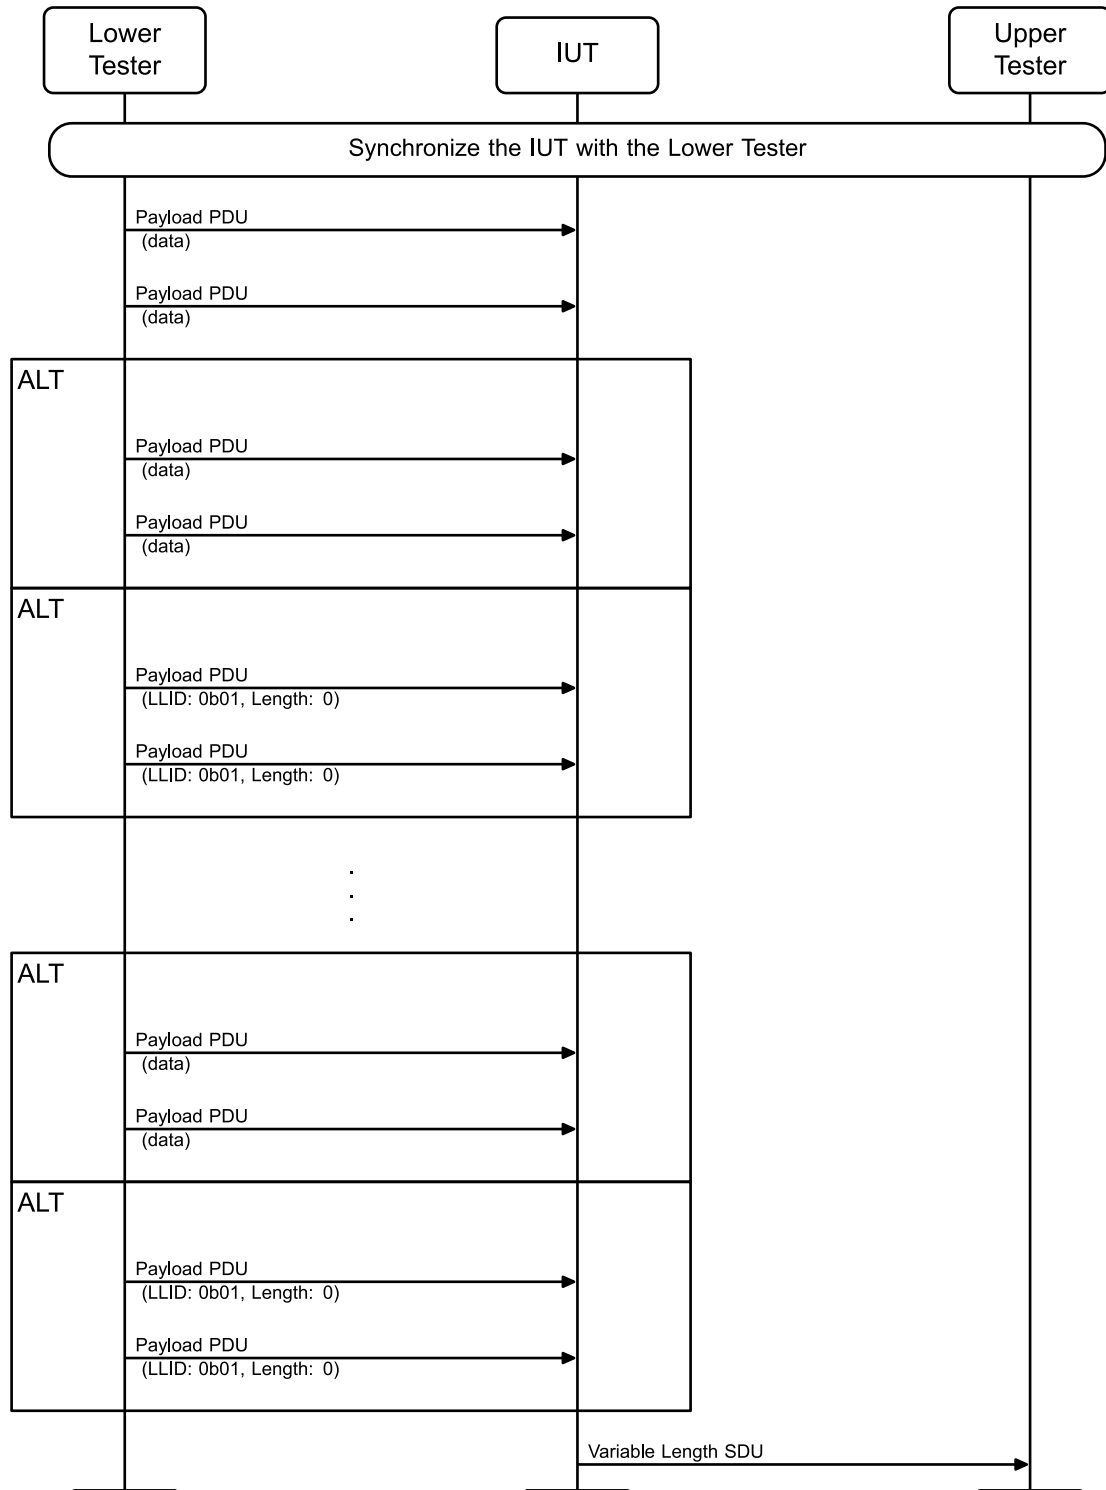 Lower
Tester
IUT
Upper
Tester
Synchronize the IUT with the Lower Tester
Payload PDU
(data)
Payload PDU
(data)
ALT
Payload PDU
(data)
Payload PDU
(data)
ALT
Payload PDU
(LLID: 0b01, Length: 0)
Payload PDU
(LLID: 0b01, Length: 0)
.
.
.
ALT
Payload PDU
(data)
Payload PDU
(data)
ALT
Payload PDU
(LLID: 0b01, Length: 0)
Payload PDU
(LLID: 0b01, Length: 0)
Variable Length SDU